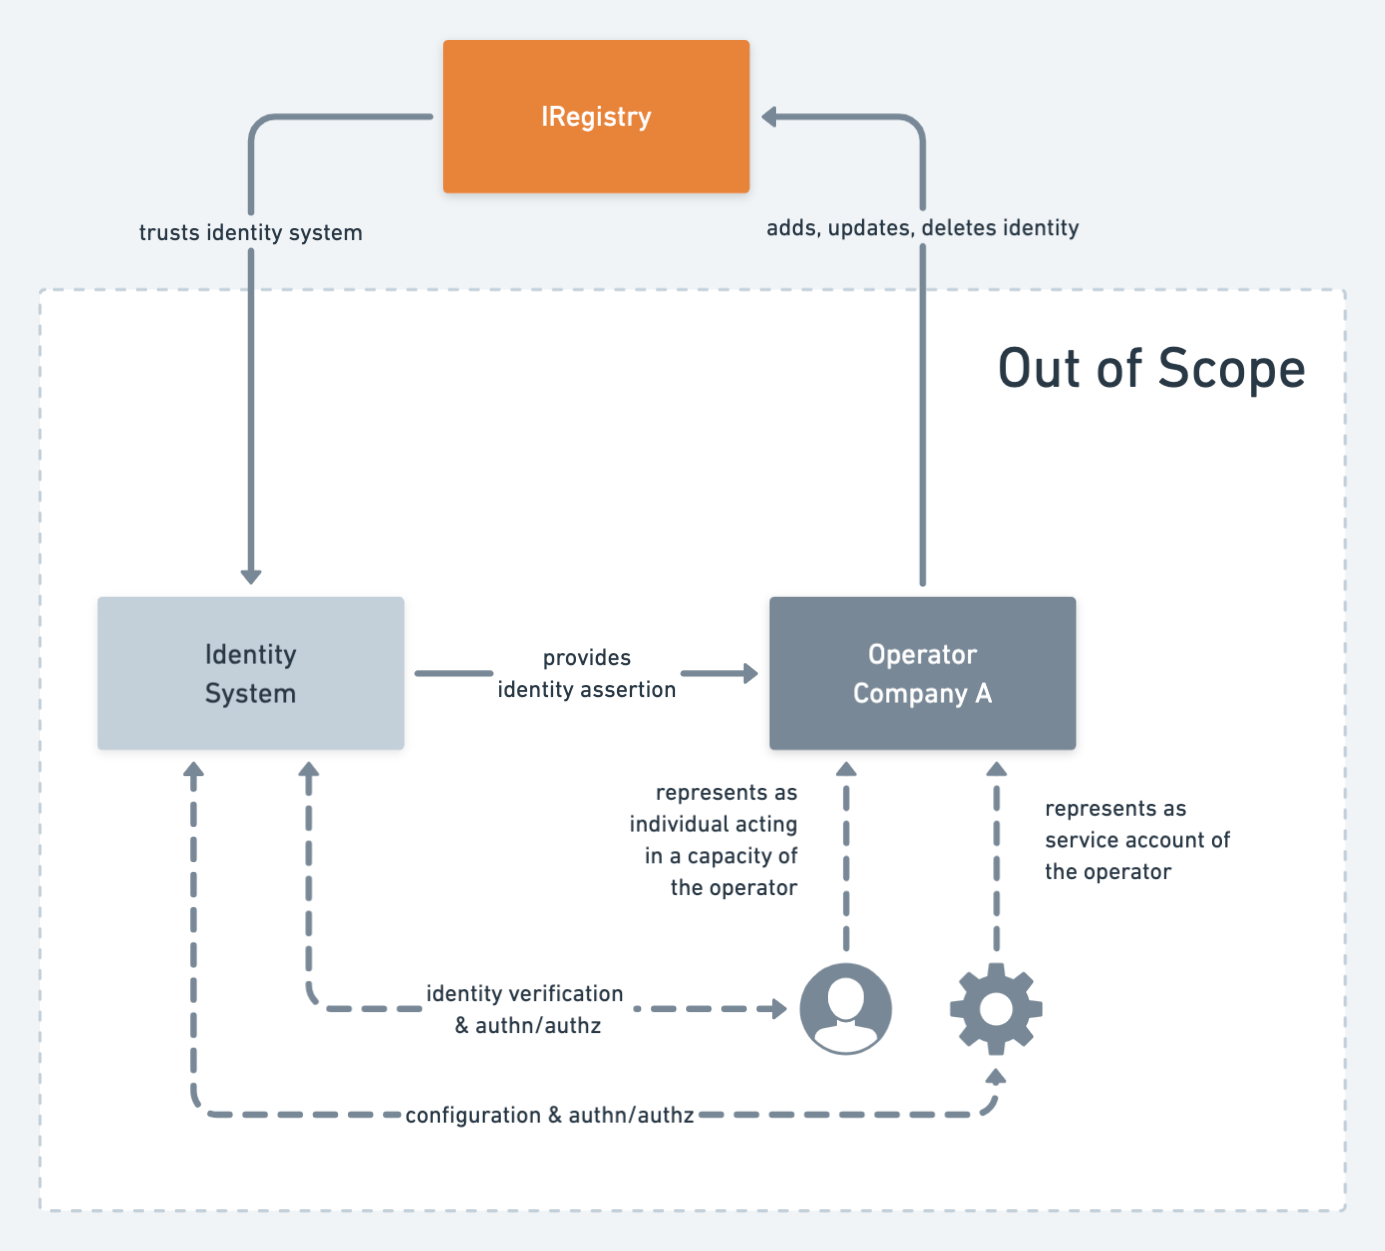 IRegistry
trusts identity system
adds, updates, deletes identity
Out of Scope
Identity
System
provides
identity assertion
Operator
Company A
represents as
individual acting
in a capacity of
the operator
represents as
service account of
the operator
identity verification
& authn/authz
configuration & authn/authz